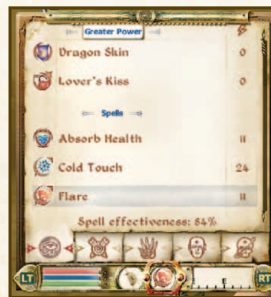 Greater Power
Dragon Skin 0
Lover's Kiss 0
Spells
Absorb Health 11
Cold Touch 24
Flare 11
Spell effectiveness: 84%
LT E RT